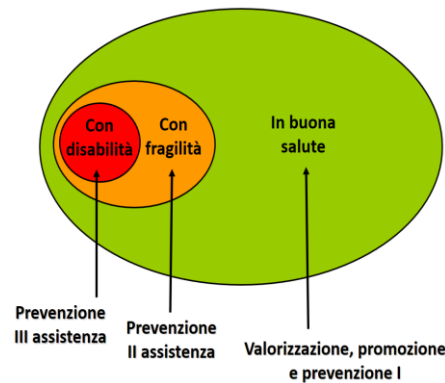 Con
disabilità
Con
fragilità
In buona
salute
Prevenzione
III assistenza
Prevenzione
II assistenza
Valorizzazione, promozione
e prevenzione I